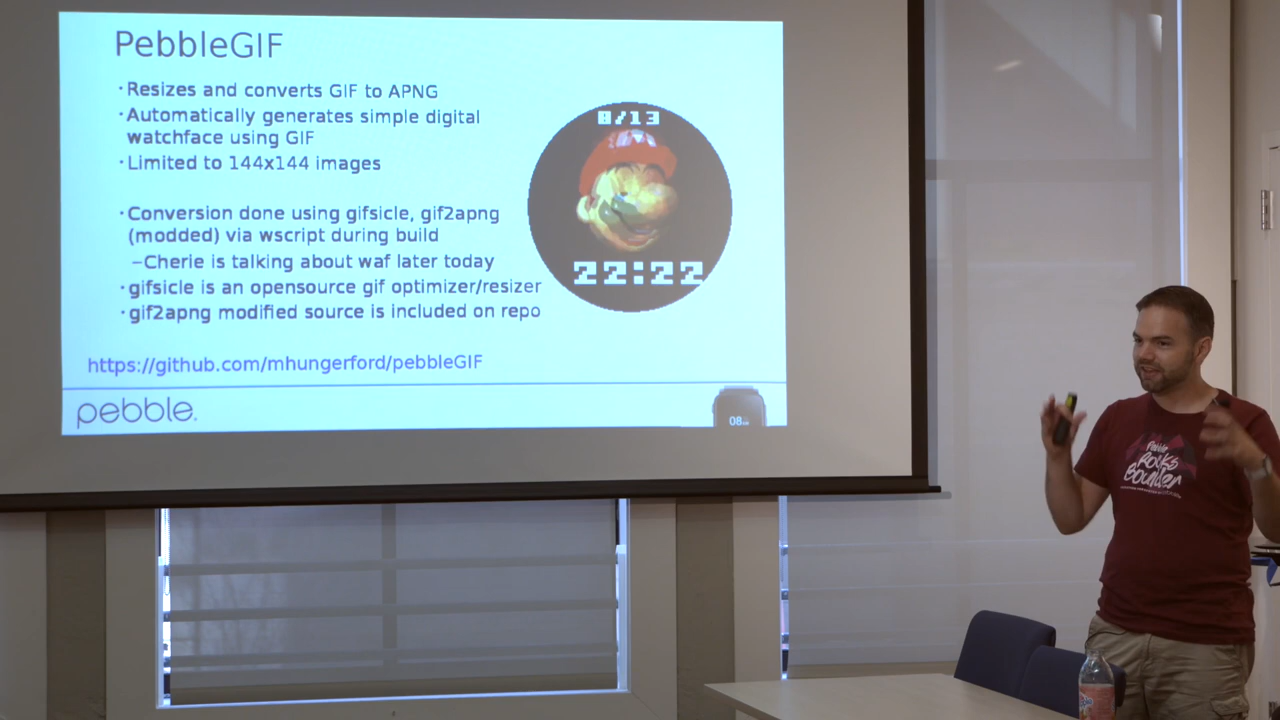 PebbleGIF
· Resizes and converts GIF to APNG
· Automatically generates simple digital
watchface using GIF
· Limited to 144x144 images
· Conversion done using gifsicle, gif2apng
(modded) via wscript during build
–Cherie is talking about waf later today
· gifsicle is an opensource gif optimizer/resizer
· gif2apng modified source is included on repo
https://github.com/mhungerford/pebbleGIF
pebble.
8/13
22:22
08
Pebble
ROCKS
Boulder